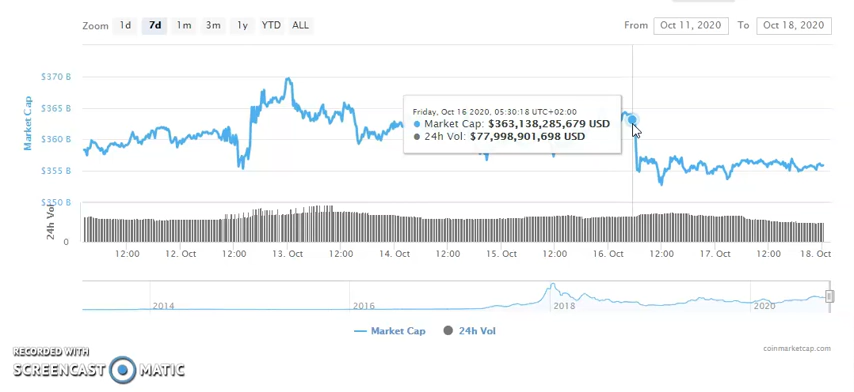 Zoom 1d 7d 1m 3m 1y YTD ALL From Oct 11, 2020 To Oct 18, 2020
Market Cap
$370 B
$365 B
$360 B
$355 B
$350 B
Friday, Oct 16 2020, 05:30:18 UTC+02:00
Market Cap: $363,138,285,679 USD
24h Vol: $77,998,901,698 USD
24h Vol
0
12:00 12. Oct 12:00 13. Oct 12:00 14. Oct 12:00 15. Oct 12:00 16. Oct 12:00 17. Oct 12:00 18. Oct
2014 2016 2018 2020
Market Cap 24h Vol
coinmarketcap.com
RECORDED WITH
SCREENCAST MATIC